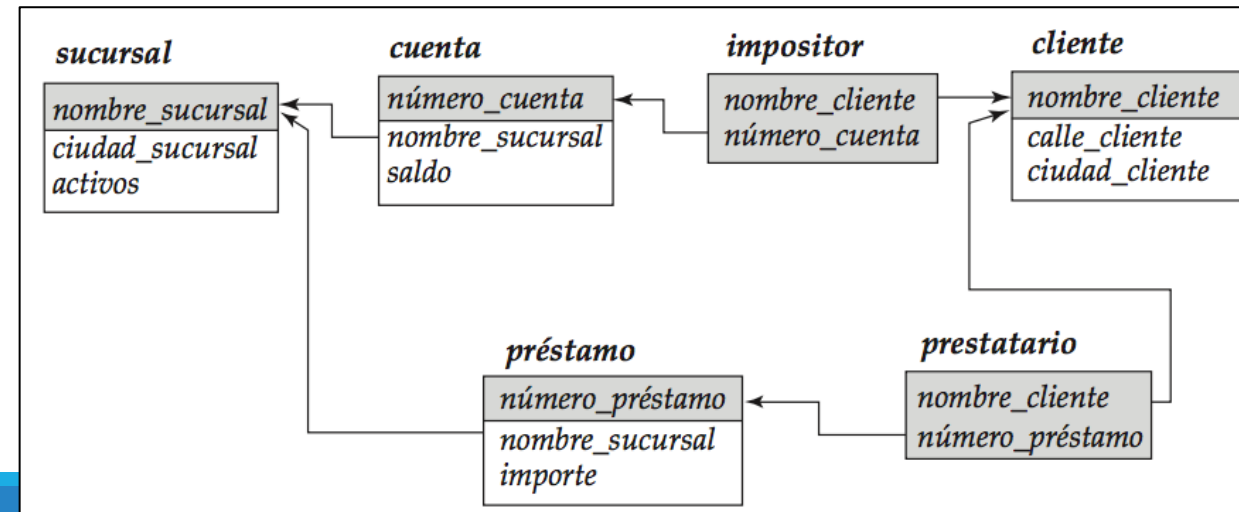 sucursal
nombre_sucursal
ciudad_sucursal
activos
cuenta
número_cuenta
nombre_sucursal
saldo
impositor
nombre_cliente
número_cuenta
cliente
nombre_cliente
calle_cliente
ciudad_cliente
préstamo
número_préstamo
nombre_sucursal
importe
prestatario
nombre_cliente
número_préstamo